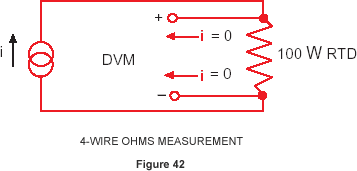 +
i = 0
i
DVM
100 W RTD
i = 0
−
4-WIRE OHMS MEASUREMENT
Figure 42